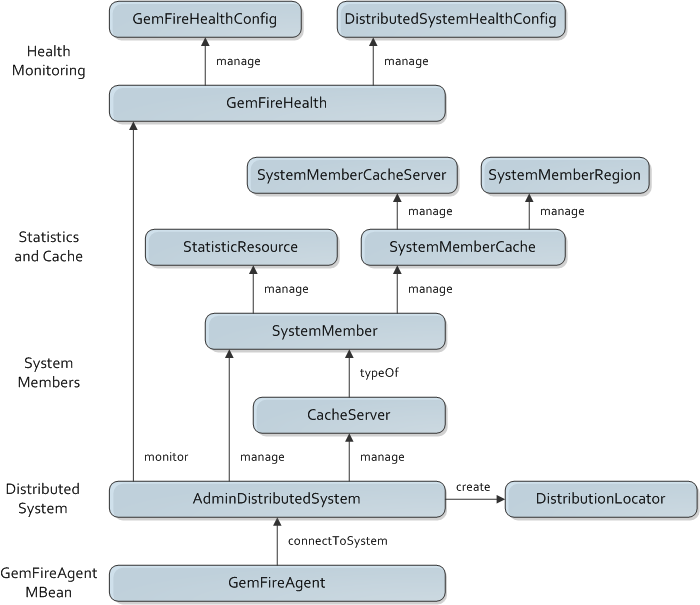 GemFireHealthConfig
DistributedSystemHealthConfig
Health
Monitoring
manage
manage
GemFireHealth
SystemMemberCacheServer
SystemMemberRegion
manage
manage
Statistics
and Cache
StatisticResource
SystemMemberCache
manage
manage
SystemMember
System
Members
typeOf
CacheServer
monitor
manage
manage
Distributed
System
AdminDistributedSystem
create
DistributionLocator
connectToSystem
GemFireAgent
MBean
GemFireAgent